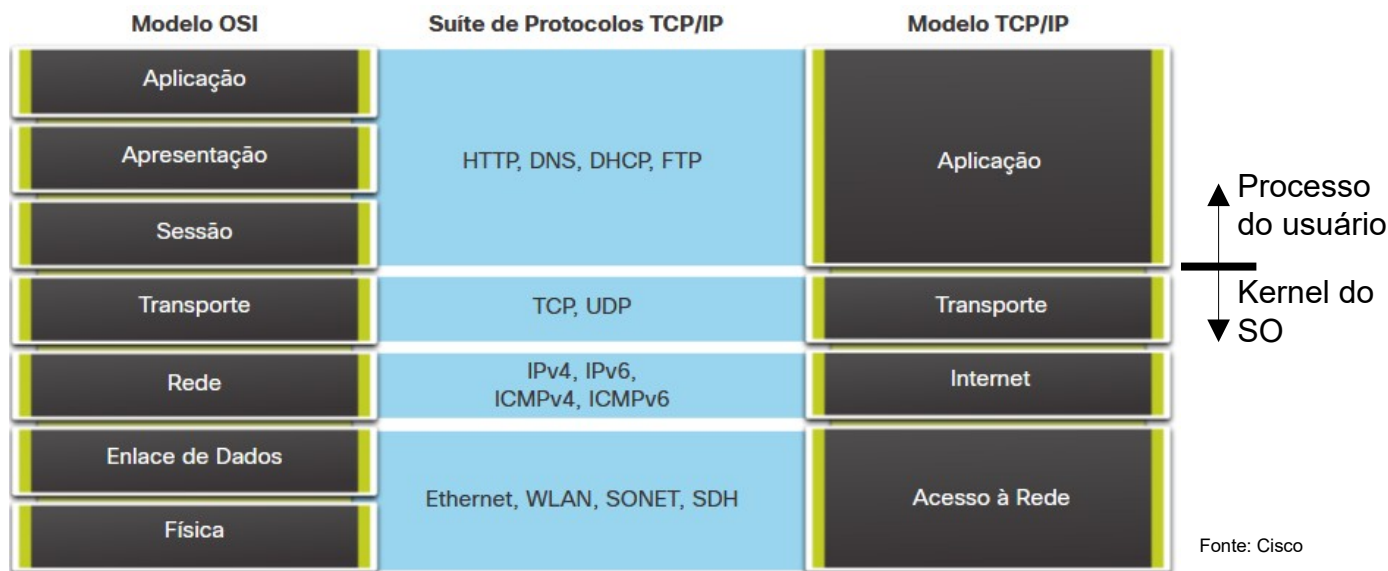 Modelo OSI
Suíte de Protocolos TCP/IP
Modelo TCP/IP
Aplicação
Apresentação
Sessão
HTTP, DNS, DHCP, FTP
Aplicação
Processo
do usuário
Transporte
TCP, UDP
Transporte
Kernel do
SO
Rede
IPv4, IPv6,
ICMPv4, ICMPv6
Internet
Enlace de Dados
Física
Ethernet, WLAN, SONET, SDH
Acesso à Rede
Fonte: Cisco